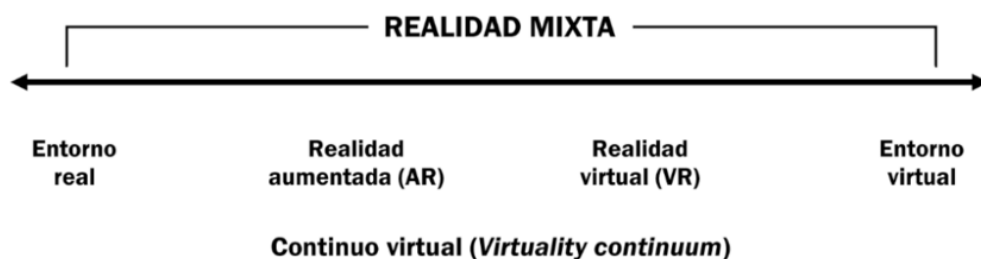 REALIDAD MIXTA
Entorno real
Realidad aumentada (AR)
Realidad virtual (VR)
Entorno virtual
Continuo virtual (Virtuality continuum)